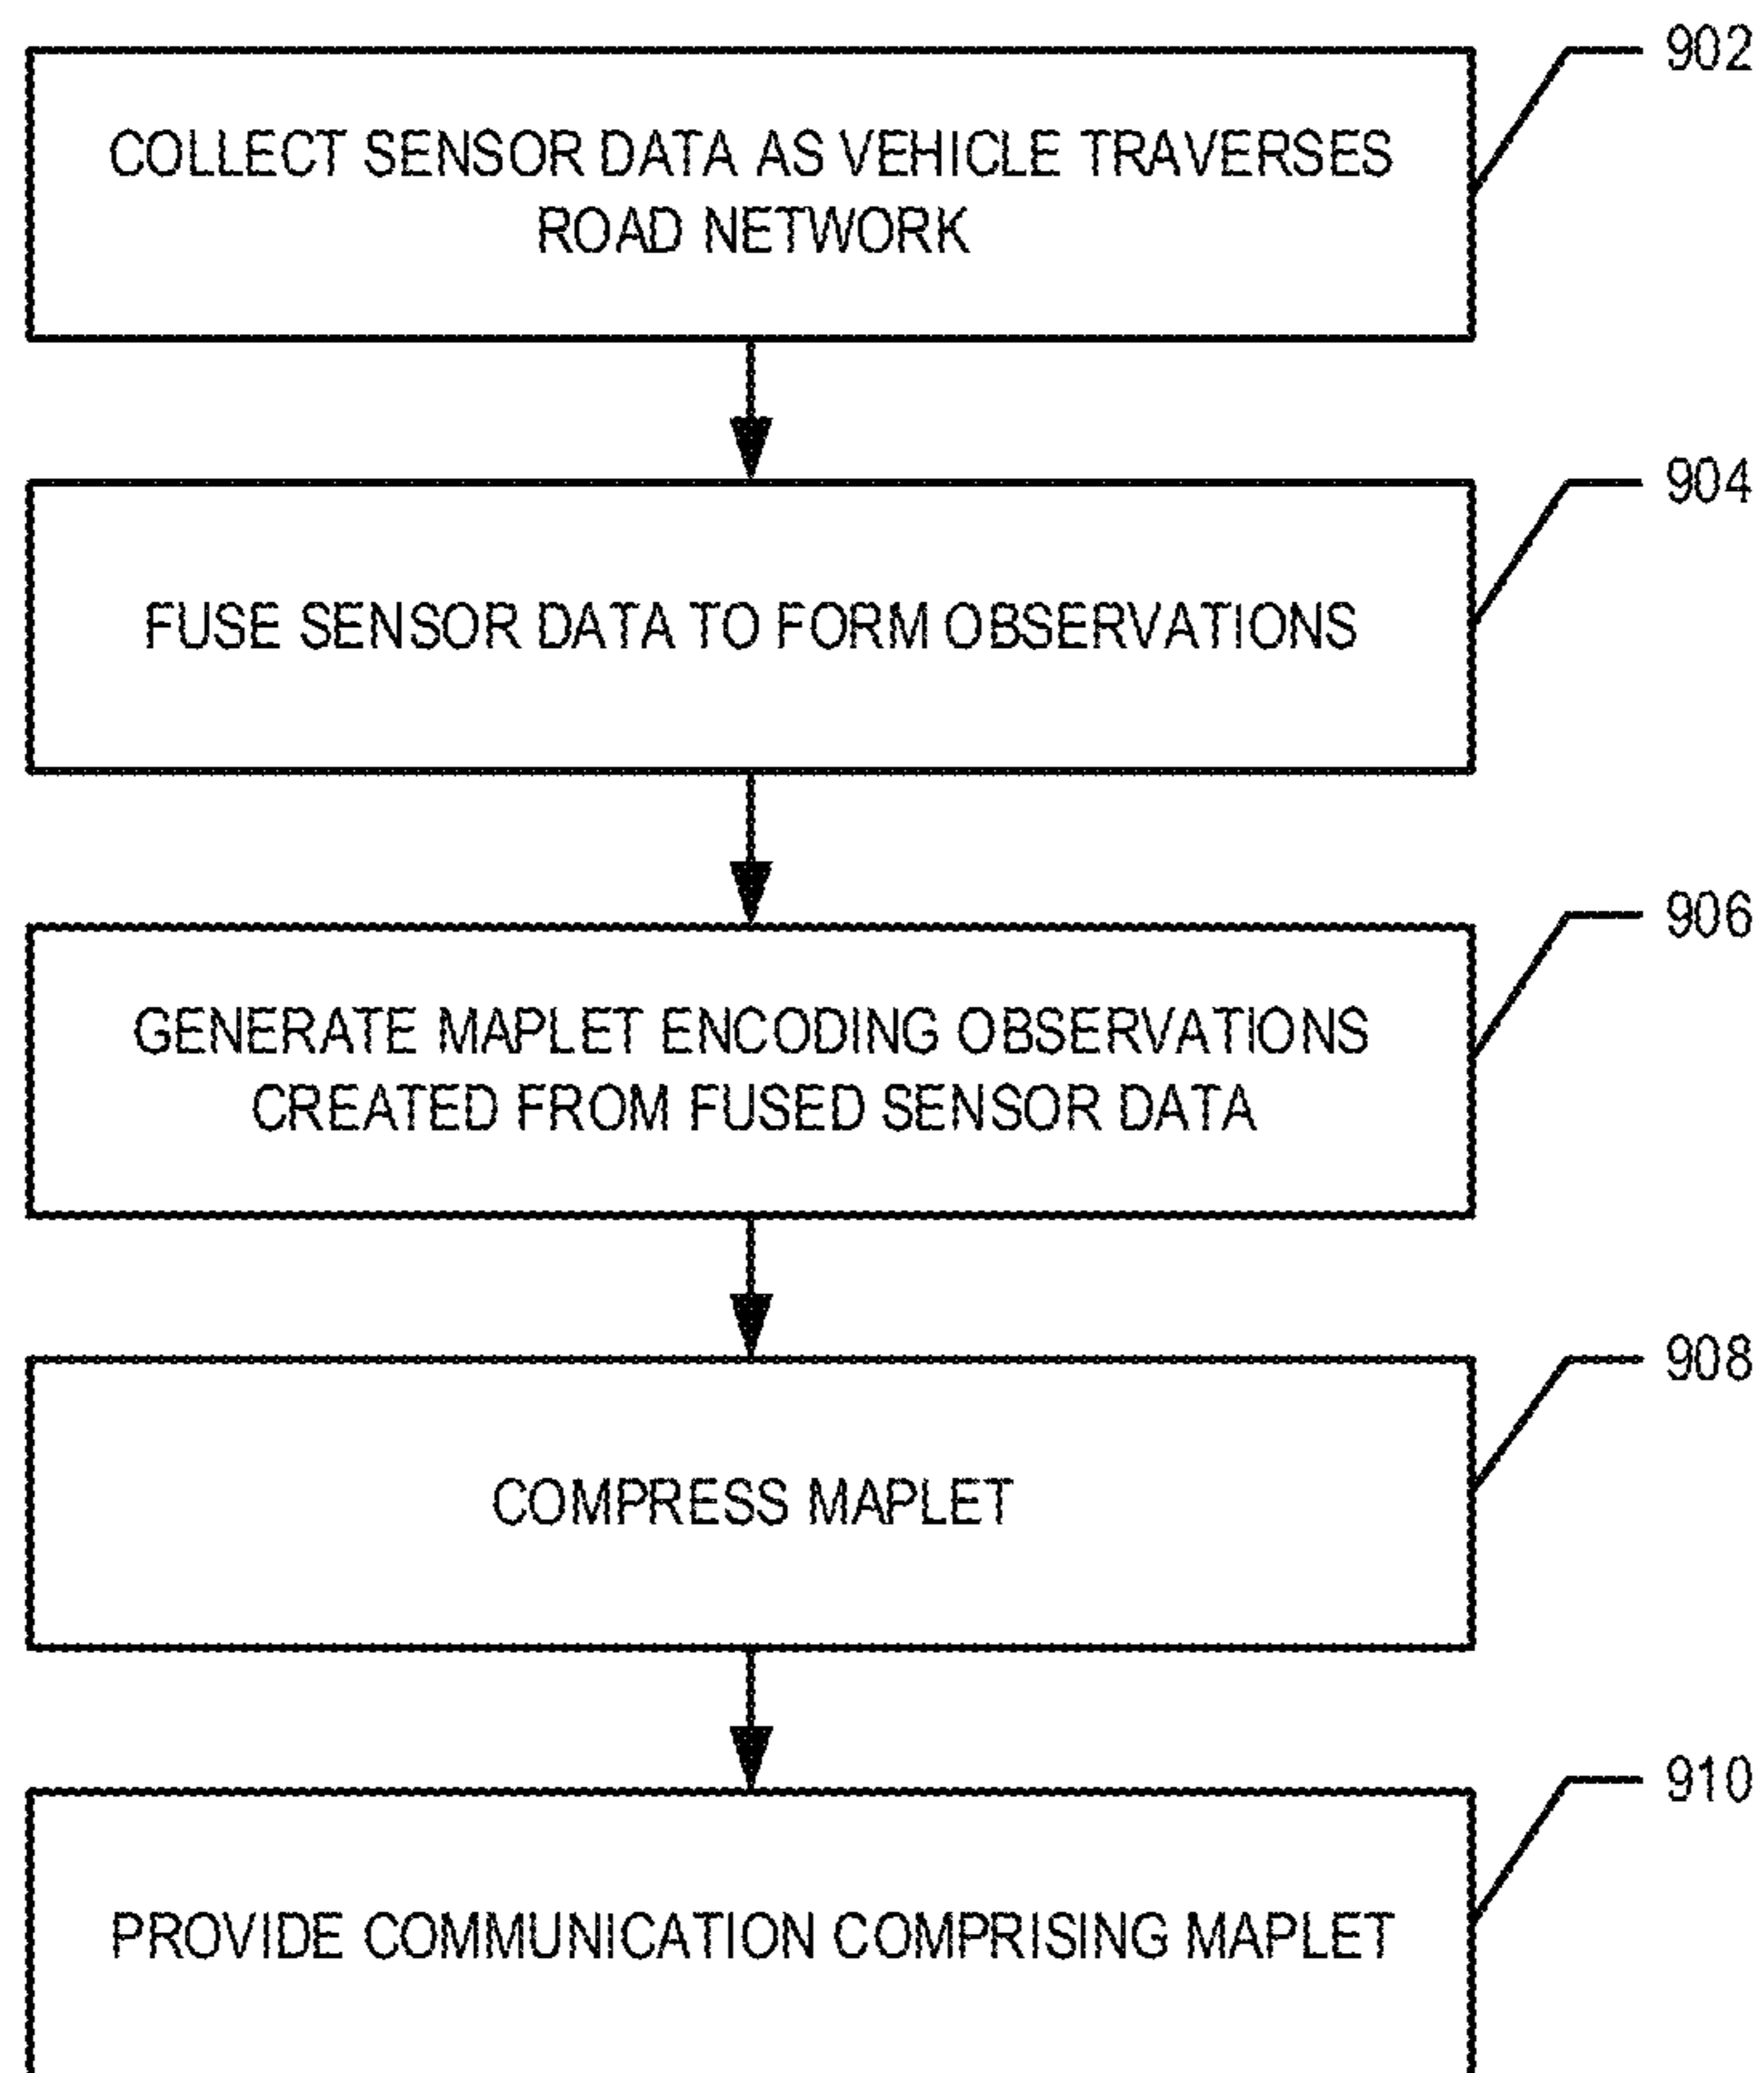 902
COLLECT SENSOR DATA AS VEHICLE TRAVERSES
ROAD NETWORK
904
FUSE SENSOR DATA TO FORM OBSERVATIONS
906
GENERATE MAPLET ENCODING OBSERVATIONS
CREATED FROM FUSED SENSOR DATA
908
COMPRESS MAPLET
910
PROVIDE COMMUNICATION COMPRISING MAPLET